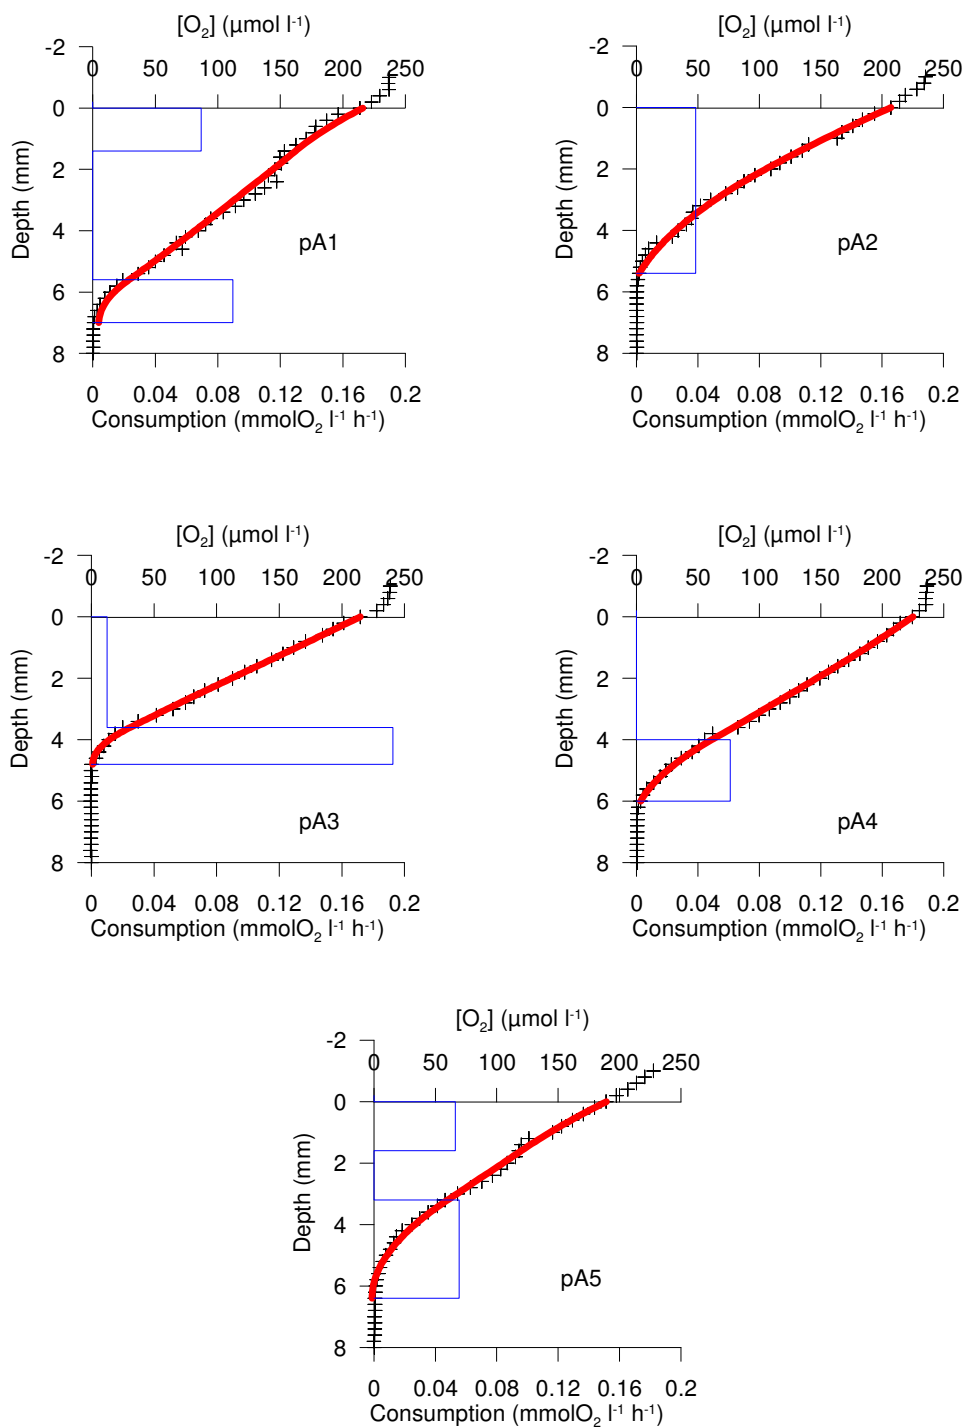 [O₂] (µmol l⁻¹)
-2 0 50 100 150 200 250
0
2
4
6
8
Depth (mm)
pA1
0 0.04 0.08 0.12 0.16 0.2
Consumption (mmolO₂ l⁻¹ h⁻¹)
[O₂] (µmol l⁻¹)
-2 0 50 100 150 200 250
0
2
4
6
8
Depth (mm)
pA2
0 0.04 0.08 0.12 0.16 0.2
Consumption (mmolO₂ l⁻¹ h⁻¹)
[O₂] (µmol l⁻¹)
-2 0 50 100 150 200 250
0
2
4
6
8
Depth (mm)
pA3
0 0.04 0.08 0.12 0.16 0.2
Consumption (mmolO₂ l⁻¹ h⁻¹)
[O₂] (µmol l⁻¹)
-2 0 50 100 150 200 250
0
2
4
6
8
Depth (mm)
pA4
0 0.04 0.08 0.12 0.16 0.2
Consumption (mmolO₂ l⁻¹ h⁻¹)
[O₂] (µmol l⁻¹)
-2 0 50 100 150 200 250
0
2
4
6
8
Depth (mm)
pA5
0 0.04 0.08 0.12 0.16 0.2
Consumption (mmolO₂ l⁻¹ h⁻¹)